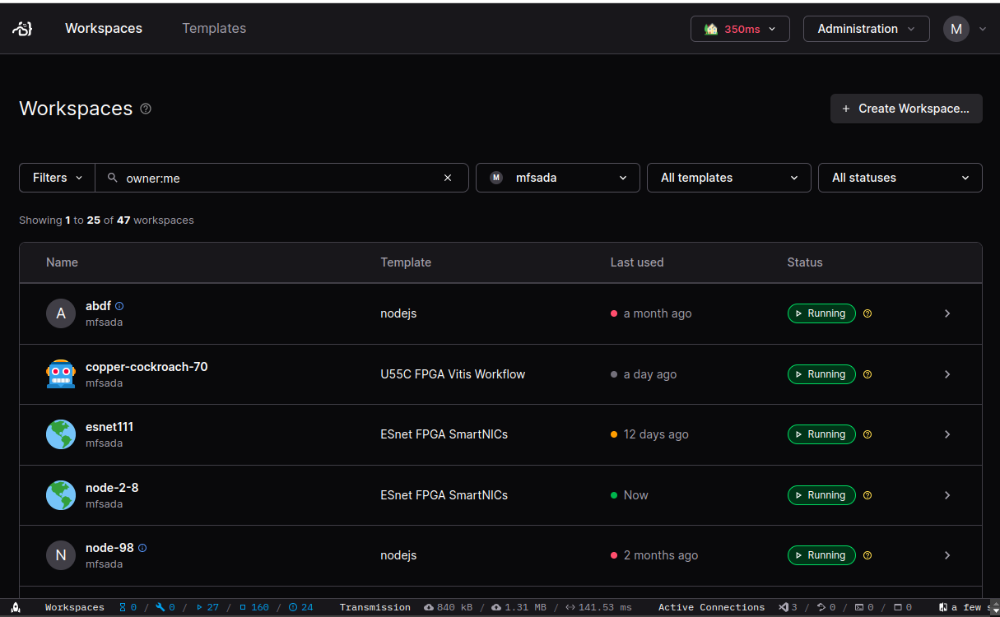 Workspaces Templates 350ms Administration M
Workspaces
+ Create Workspace...
Filters owner:me M mfsada All templates All statuses
Showing 1 to 25 of 47 workspaces
Name Template Last used Status
A abdf nodejs a month ago Running
mfsada
copper-cockroach-70 U55C FPGA Vitis Workflow a day ago Running
mfsada
esnet111 ESnet FPGA SmartNICs 12 days ago Running
mfsada
node-2-8 ESnet FPGA SmartNICs Now Running
mfsada
N node-98 nodejs 2 months ago Running
mfsada
Workspaces 0 / 0 / 27 / 160 / 24 Transmission 840 kB / 1.31 MB / 141.53 ms Active Connections 3 / 0 / 0 / 0 a few